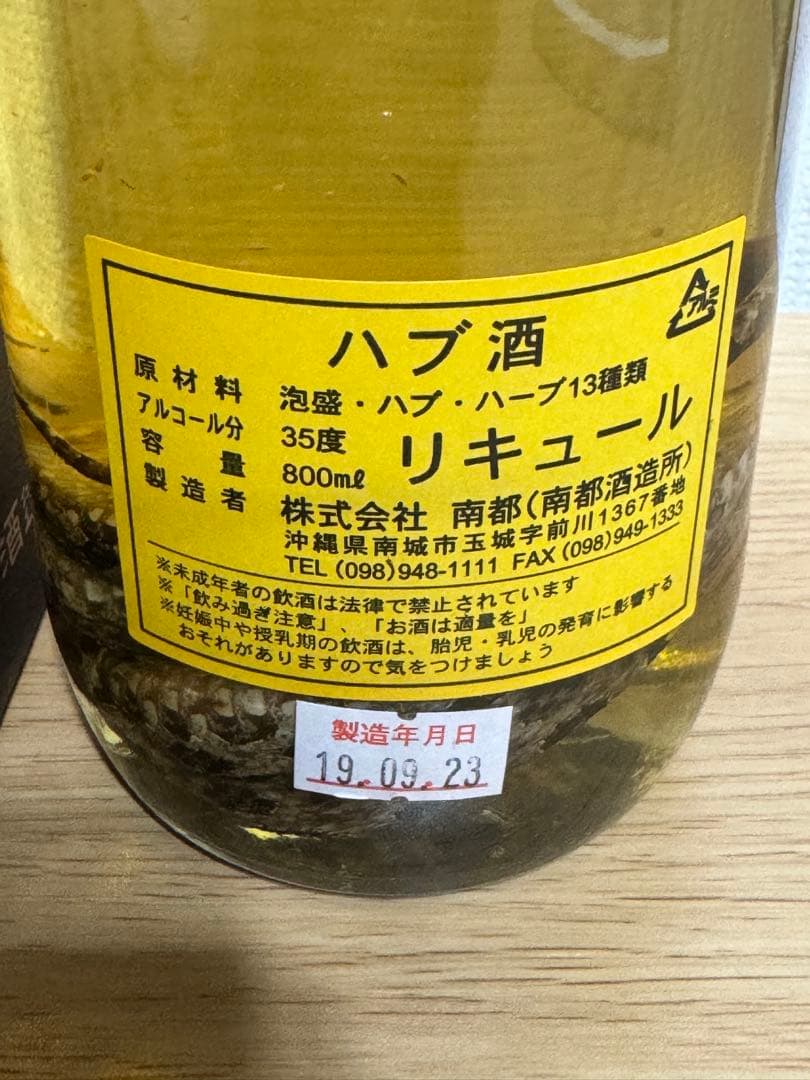 ハブ酒
原材料 泡盛・ハブ・ハーブ13種類
アルコール分 35度
リキュール
容量 800mℓ
製造者 株式会社 南都(南都酒造所)
沖縄県南城市玉城字前川1367番地
TEL (098)948-1111 FAX (098)949-1333
※未成年者の飲酒は法律で禁止されています
※「飲み過ぎ注意」、「お酒は適量を」
※妊娠中や授乳期の飲酒は、胎児・乳児の発育に影響する
おそれがありますので気をつけましょう
アルミ
製造年月日
19.09.23
酒